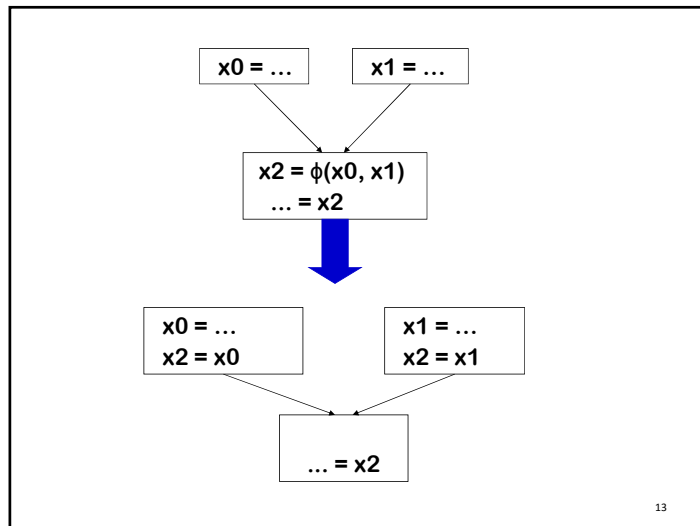 x0 = …
x1 = …
x2 = ϕ(x0, x1)
… = x2
x0 = …
x2 = x0
x1 = …
x2 = x1
… = x2
13